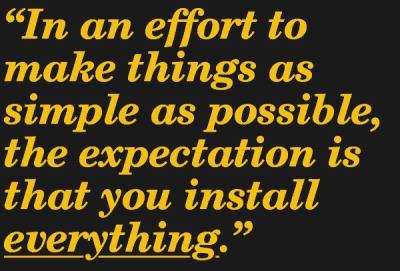 “In an effort to
make things as
simple as possible,
the expectation is
that you install
everything.”